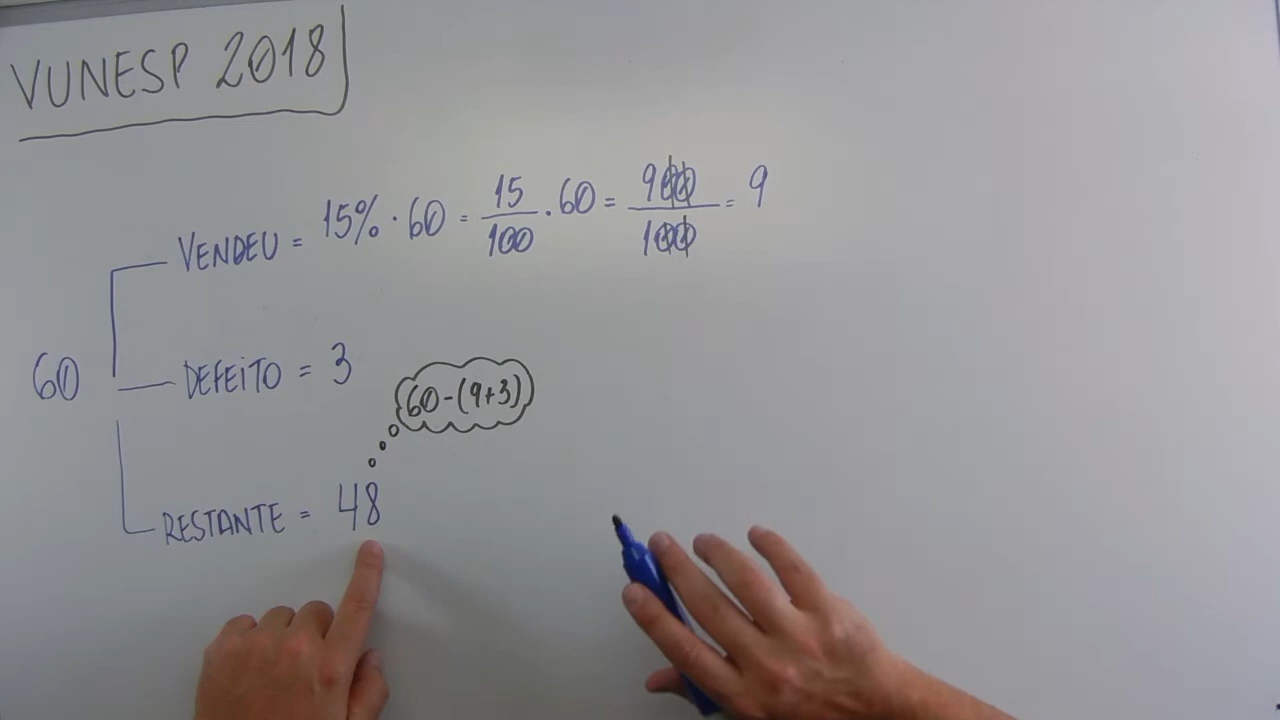 VUNESP 2018
VENDEU = 15% · 60 = 15/100 . 60 = 900/100 = 9
60
DEFEITO = 3
60-(9+3)
RESTANTE = 48